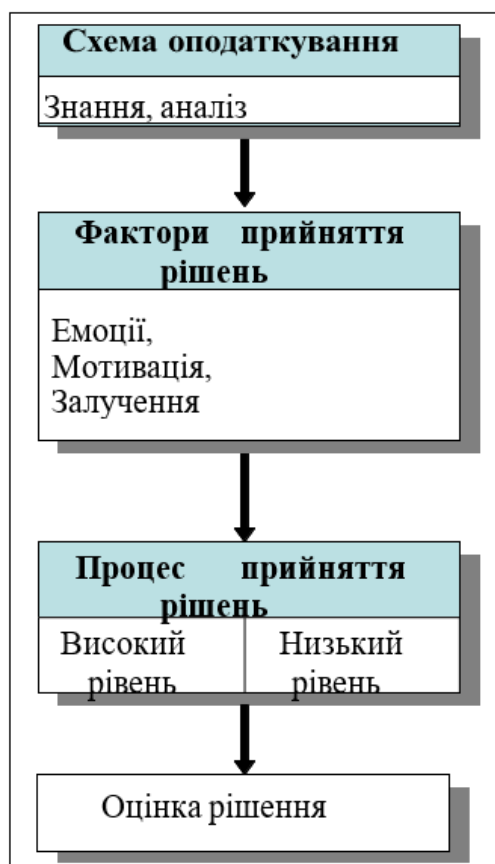 Схема оподаткування
Знання, аналіз
Фактори прийняття
рішень
Емоції,
Мотивація,
Залучення
Процес прийняття
рішень
Високий
рівень
Низький
рівень
Оцінка рішення